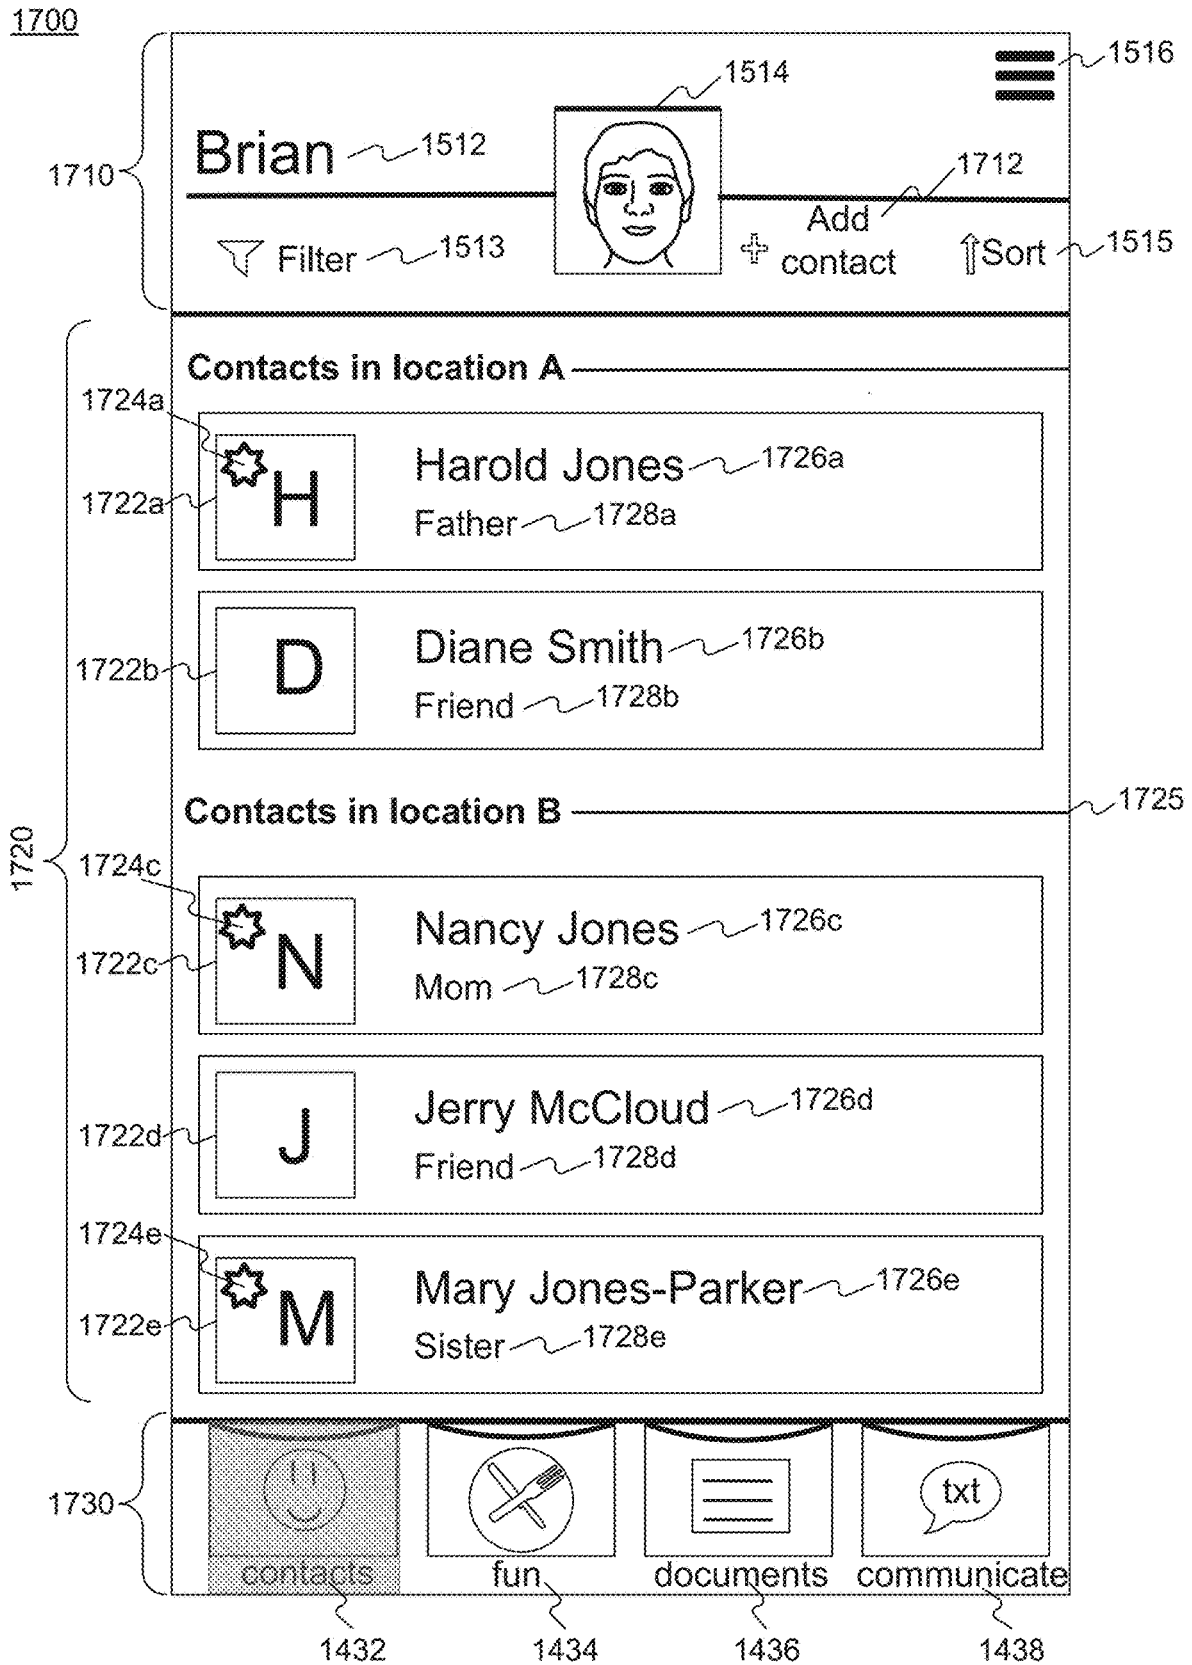 1700
1516
1514
Brian
1512
1710
1712
Add
contact
Filter
1513
Sort
1515
Contacts in location A
1724a
H
1722a
Harold Jones
1726a
Father
1728a
D
1722b
Diane Smith
1726b
Friend
1728b
Contacts in location B
1725
1720
1724c
N
1722c
Nancy Jones
1726c
Mom
1728c
J
1722d
Jerry McCloud
1726d
Friend
1728d
1724e
M
1722e
Mary Jones-Parker
1726e
Sister
1728e
1730
txt
contacts
fun
documents
communicate
1432
1434
1436
1438